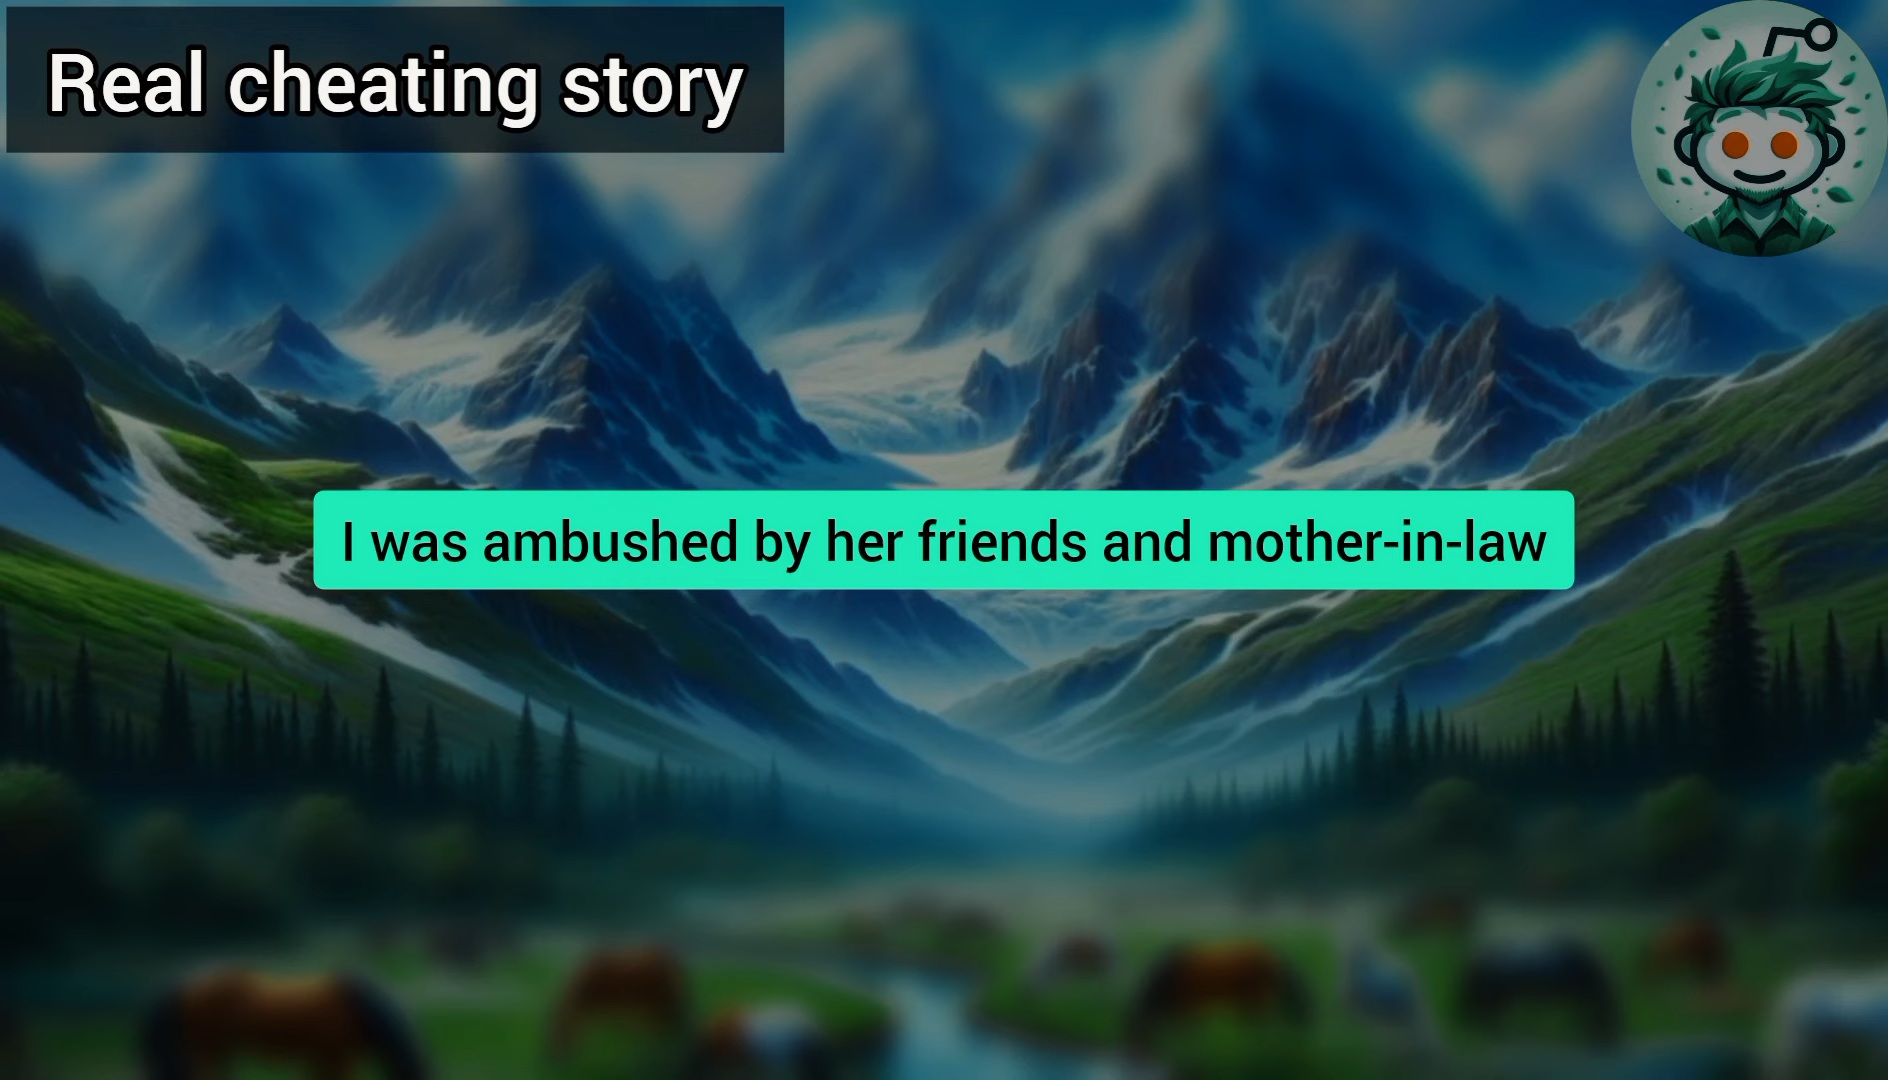 Real cheating story
I was ambushed by her friends and mother-in-law